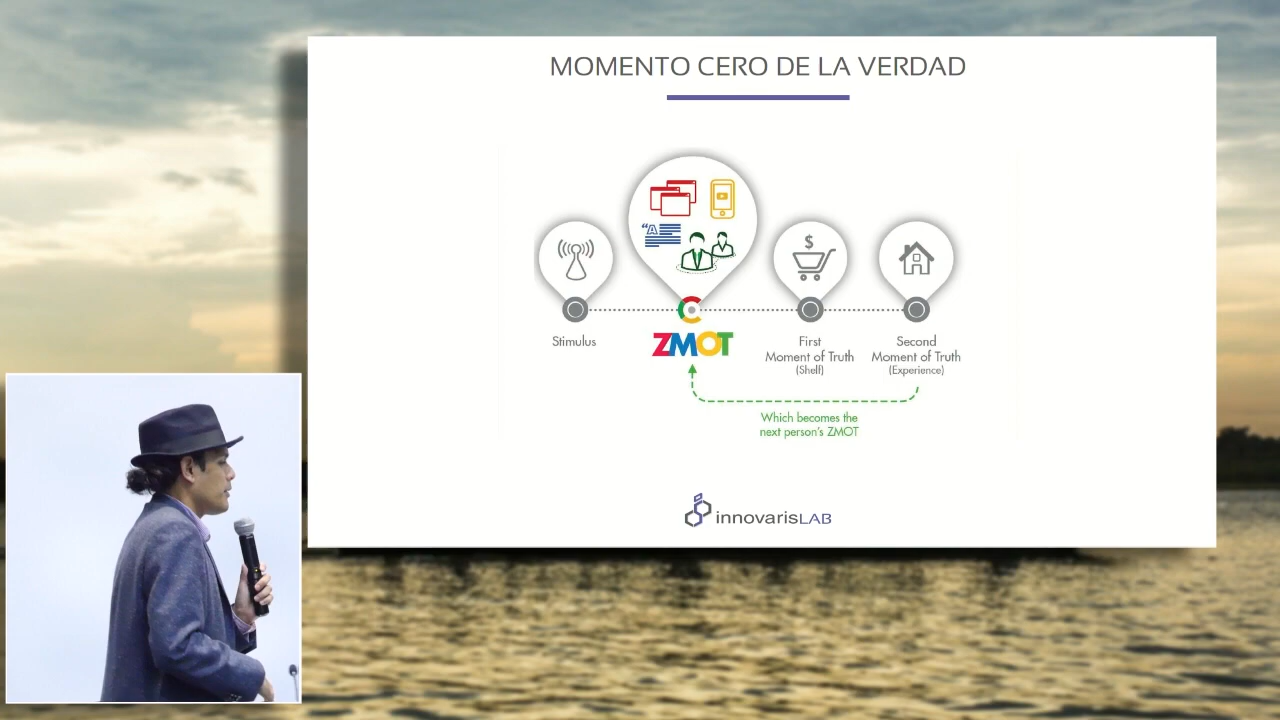 MOMENTO CERO DE LA VERDAD
"A
$
Stimulus
ZMOT
First
Moment of Truth
(Shelf)
Second
Moment of Truth
(Experience)
Which becomes the
next person's ZMOT
innovarisLAB